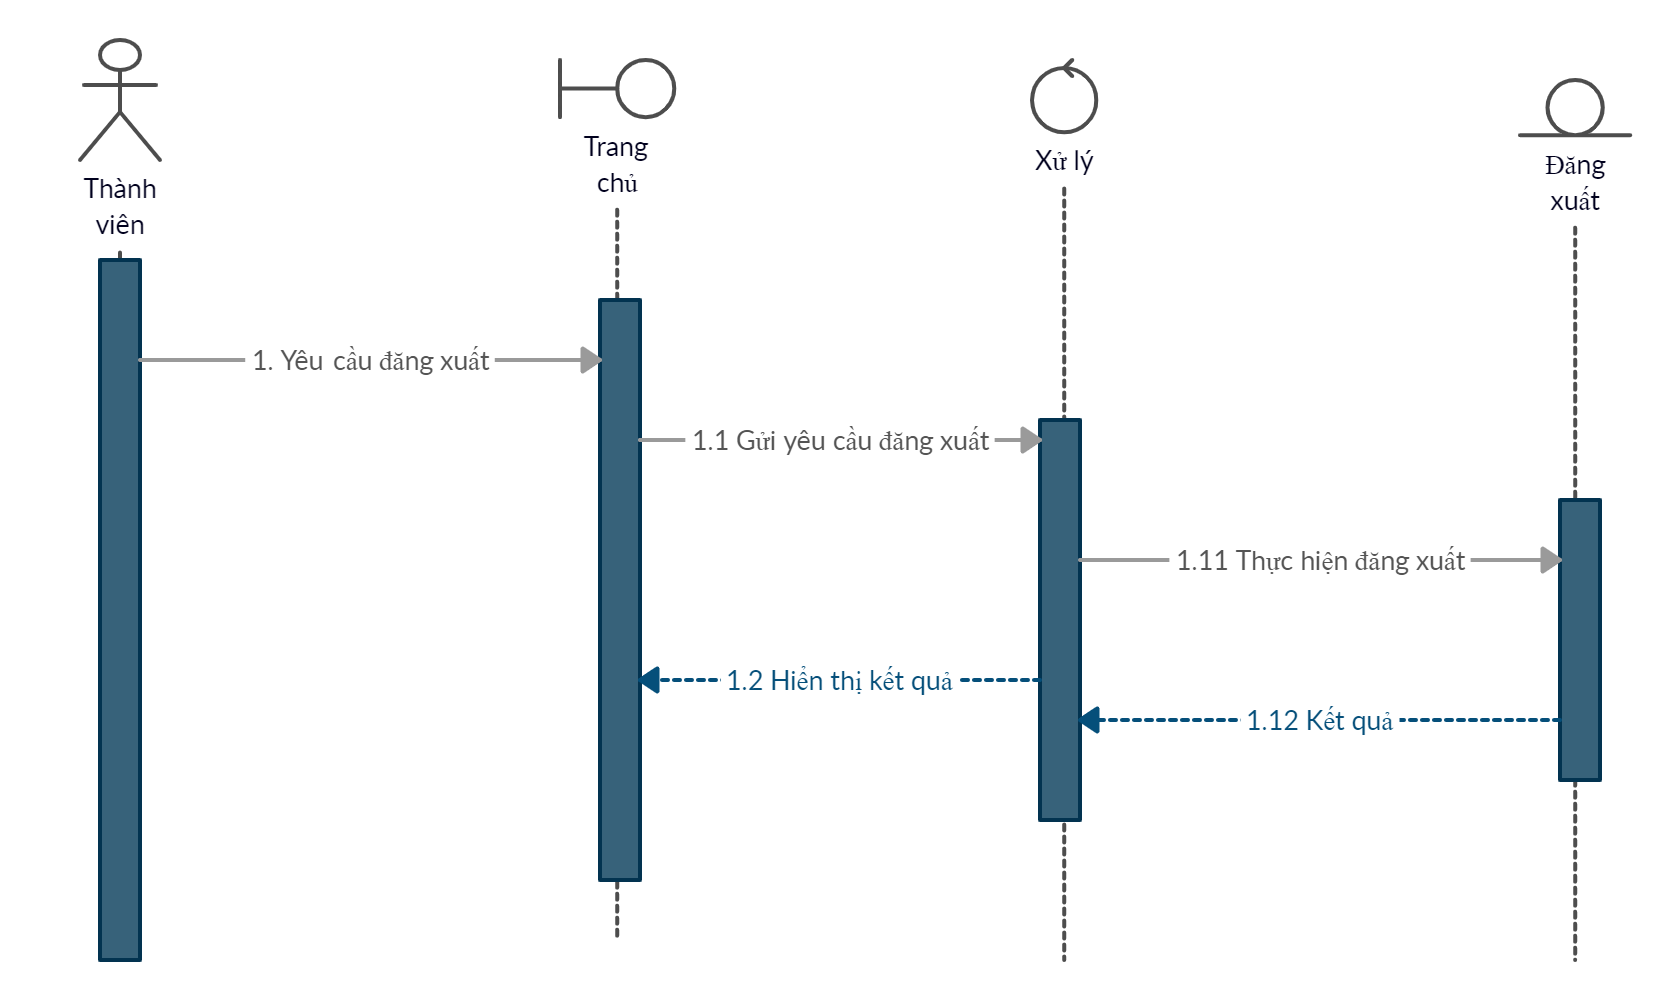 Thành
viên
Trang
chủ
Xử lý
Đăng
xuất
1. Yêu cầu đăng xuất
1.1 Gửi yêu cầu đăng xuất
1.11 Thực hiện đăng xuất
1.2 Hiển thị kết quả
1.12 Kết quả